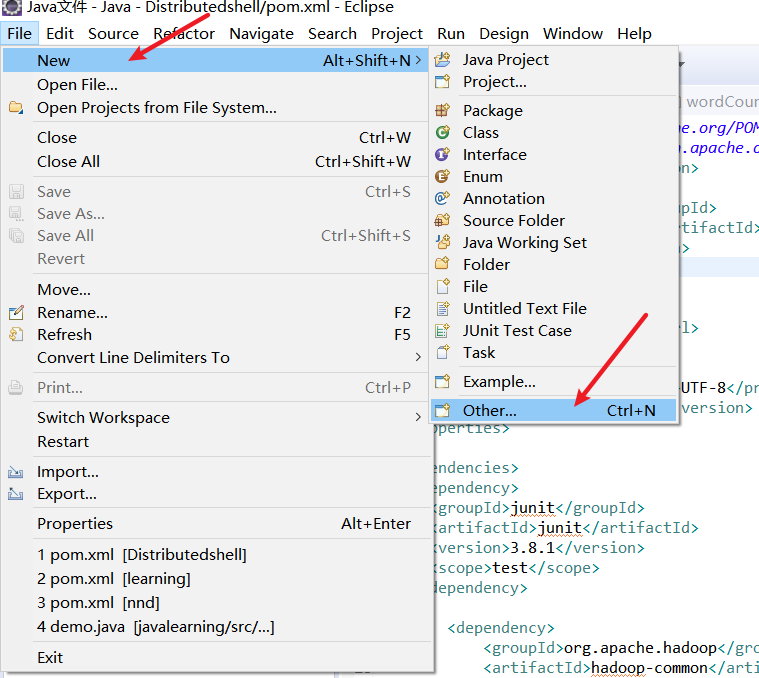 Java文件 - Java - Distributedshell/pom.xml - Eclipse
File Edit Source Refactor Navigate Search Project Run Design Window Help
New Alt+Shift+N
Open File...
Open Projects from File System...
Close Ctrl+W
Close All Ctrl+Shift+W
Save Ctrl+S
Save As...
Save All Ctrl+Shift+S
Revert
Move...
Rename... F2
Refresh F5
Convert Line Delimiters To
Print... Ctrl+P
Switch Workspace
Restart
Import...
Export...
Properties Alt+Enter
1 pom.xml [Distributedshell]
2 pom.xml [learning]
3 pom.xml [nnd]
4 demo.java [javalearning/src/...]
Exit
Java Project
Project...
Package
Class
Interface
Enum
Annotation
Source Folder
Java Working Set
Folder
File
Untitled Text File
JUnit Test Case
Task
Example...
Other... Ctrl+N
wordCour
he.org/POM
.apache.o
on>
pId>
rtifactId>
>
l>
UTF-8</pr
version>
operties>
endencies>
ependency>
<groupId>junit</groupId>
<artifactId>junit</artifactId>
<version>3.8.1</version>
<scope>test</scope>
dependency>
<dependency>
<groupId>org.apache.hadoop</gro
<artifactId>hadoop-common</arti